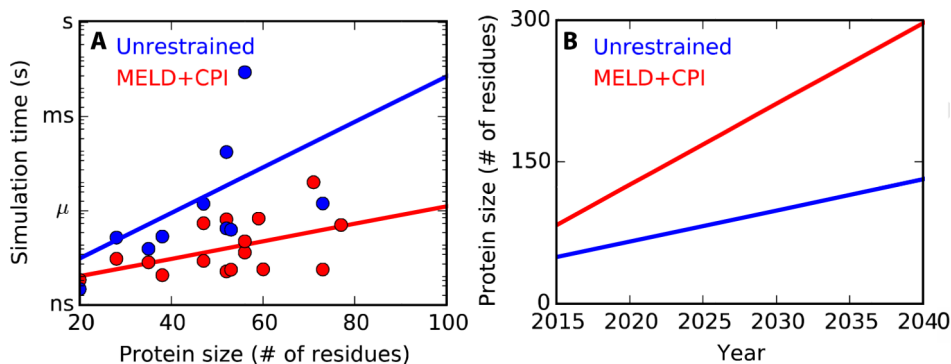 A
Unrestrained
MELD+CPI
Simulation time (s)
s
ms
μ
ns
20
40
60
80
100
Protein size (# of residues)
B
Unrestrained
MELD+CPI
Protein size (# of residues)
300
150
0
2015
2020
2025
2030
2035
2040
Year